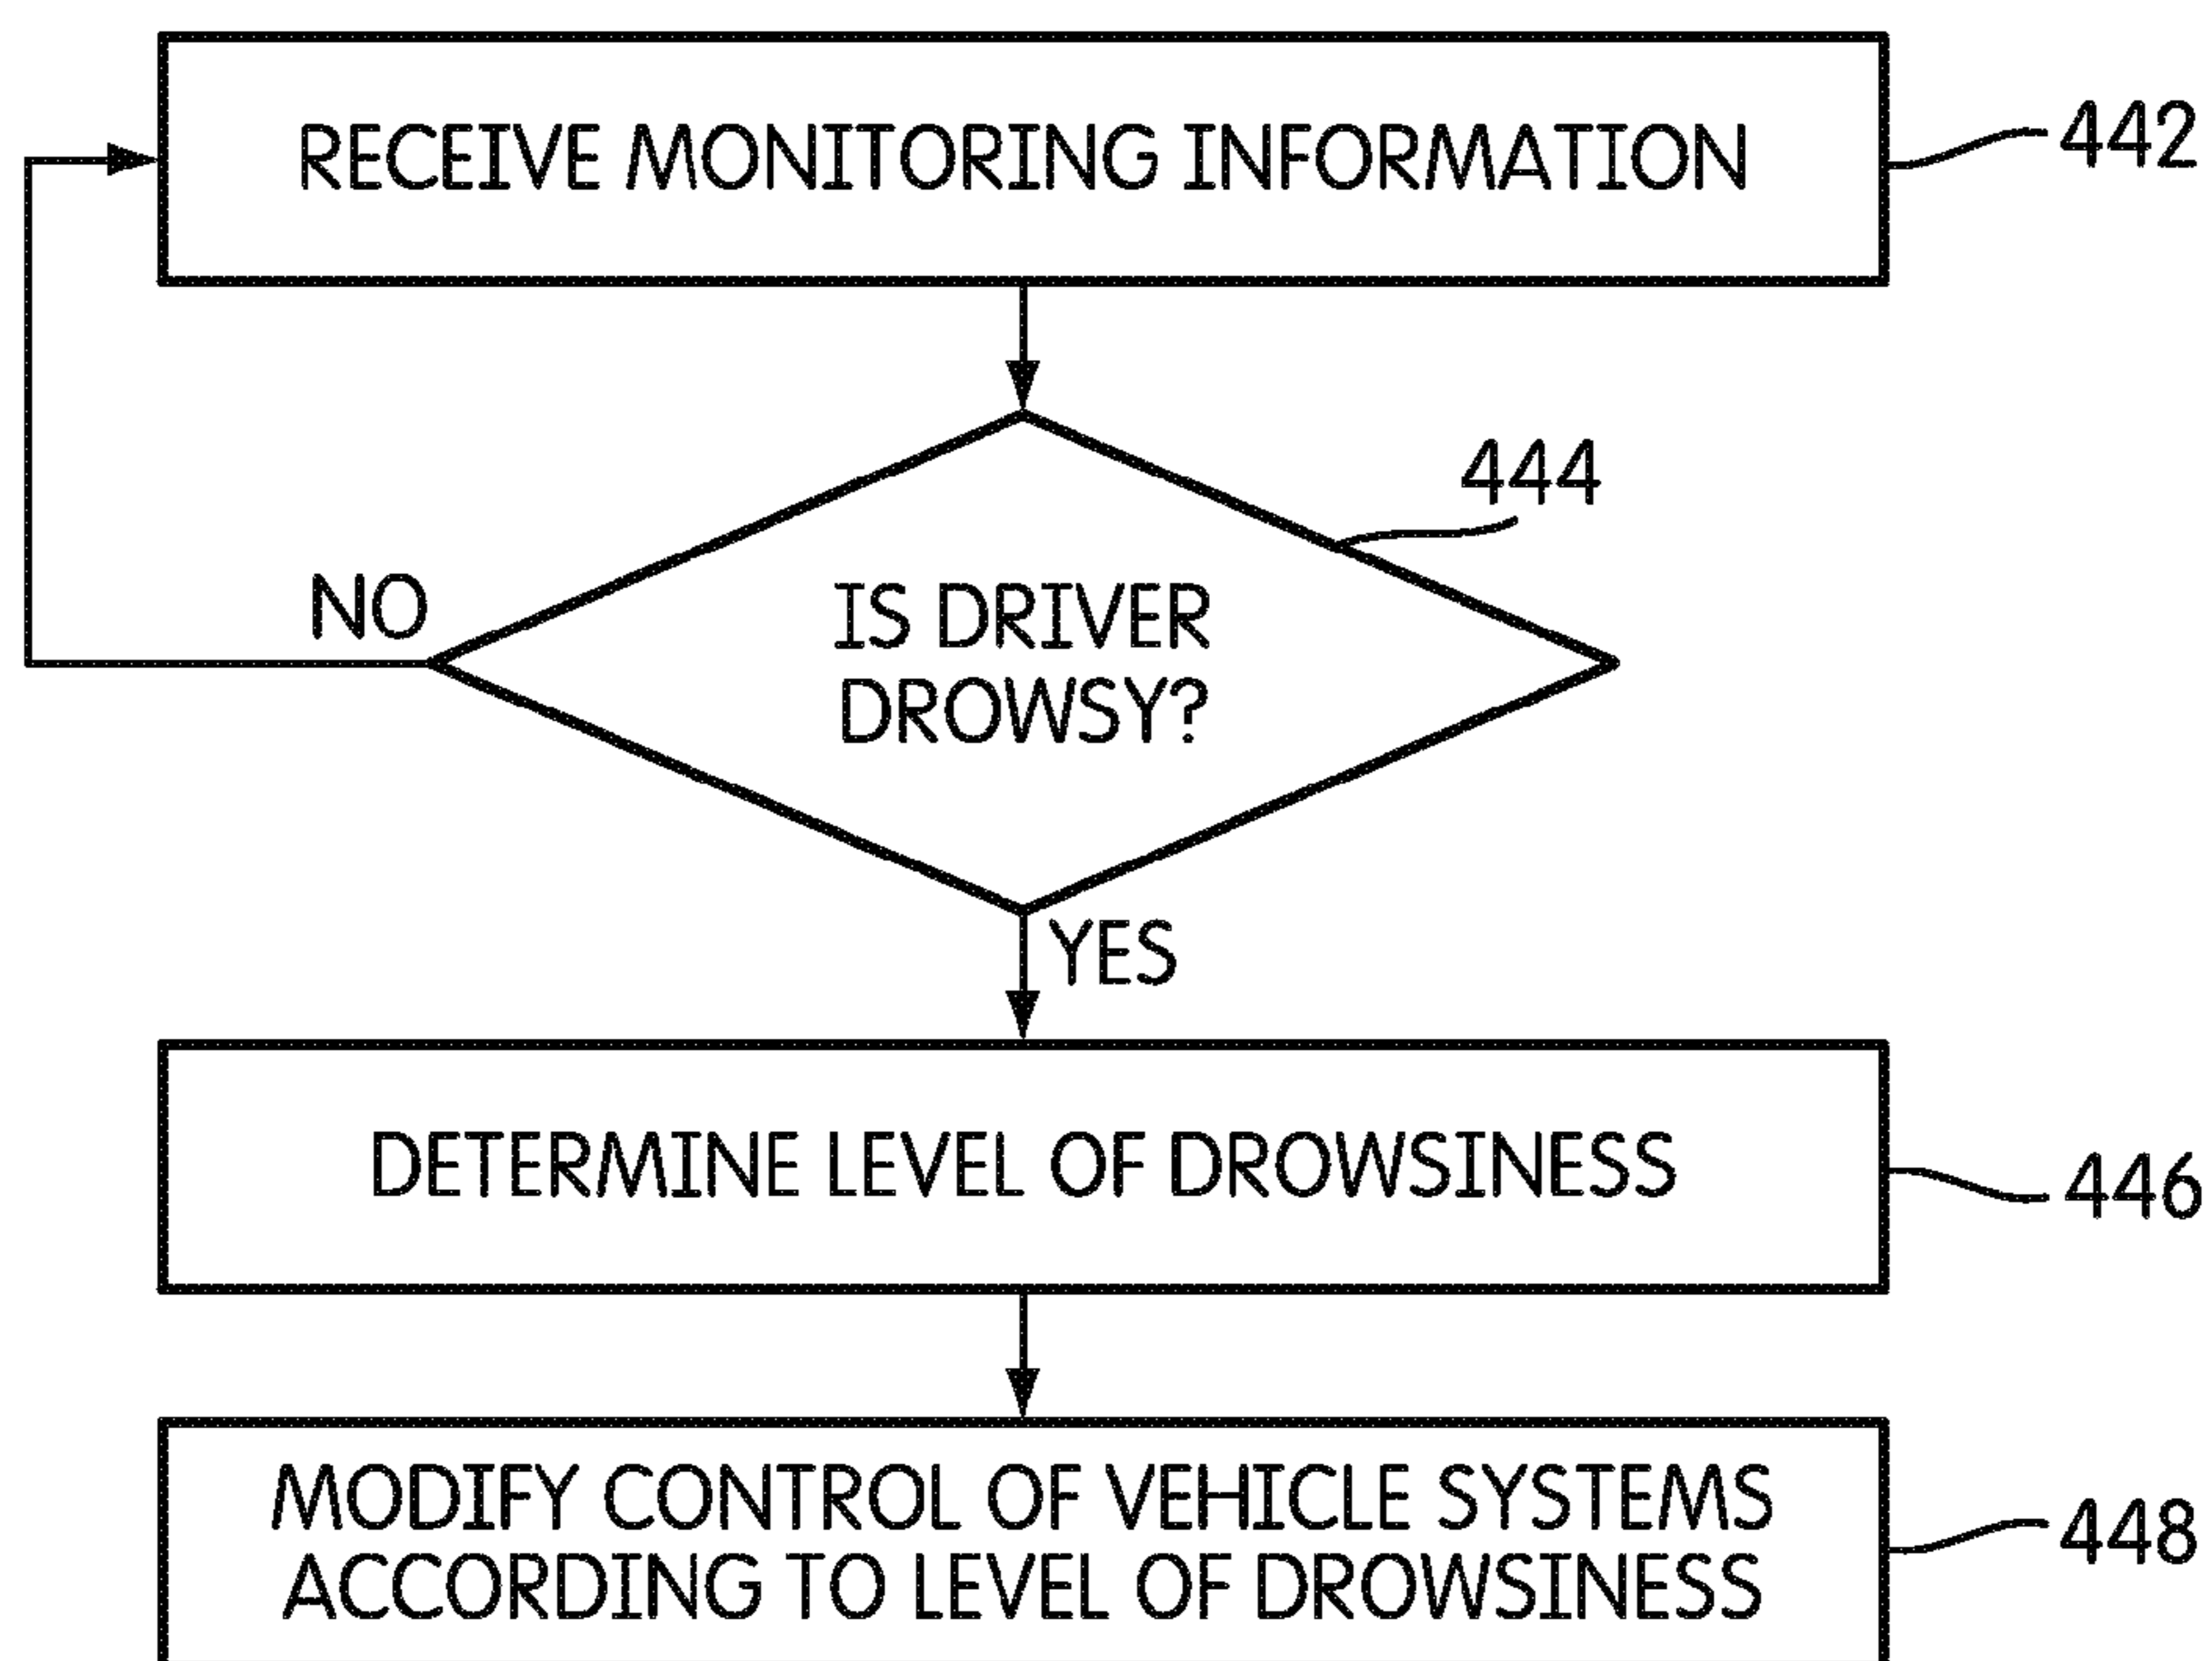 RECEIVE MONITORING INFORMATION
442
444
NO
IS DRIVER
DROWSY?
YES
DETERMINE LEVEL OF DROWSINESS
446
MODIFY CONTROL OF VEHICLE SYSTEMS
ACCORDING TO LEVEL OF DROWSINESS
448